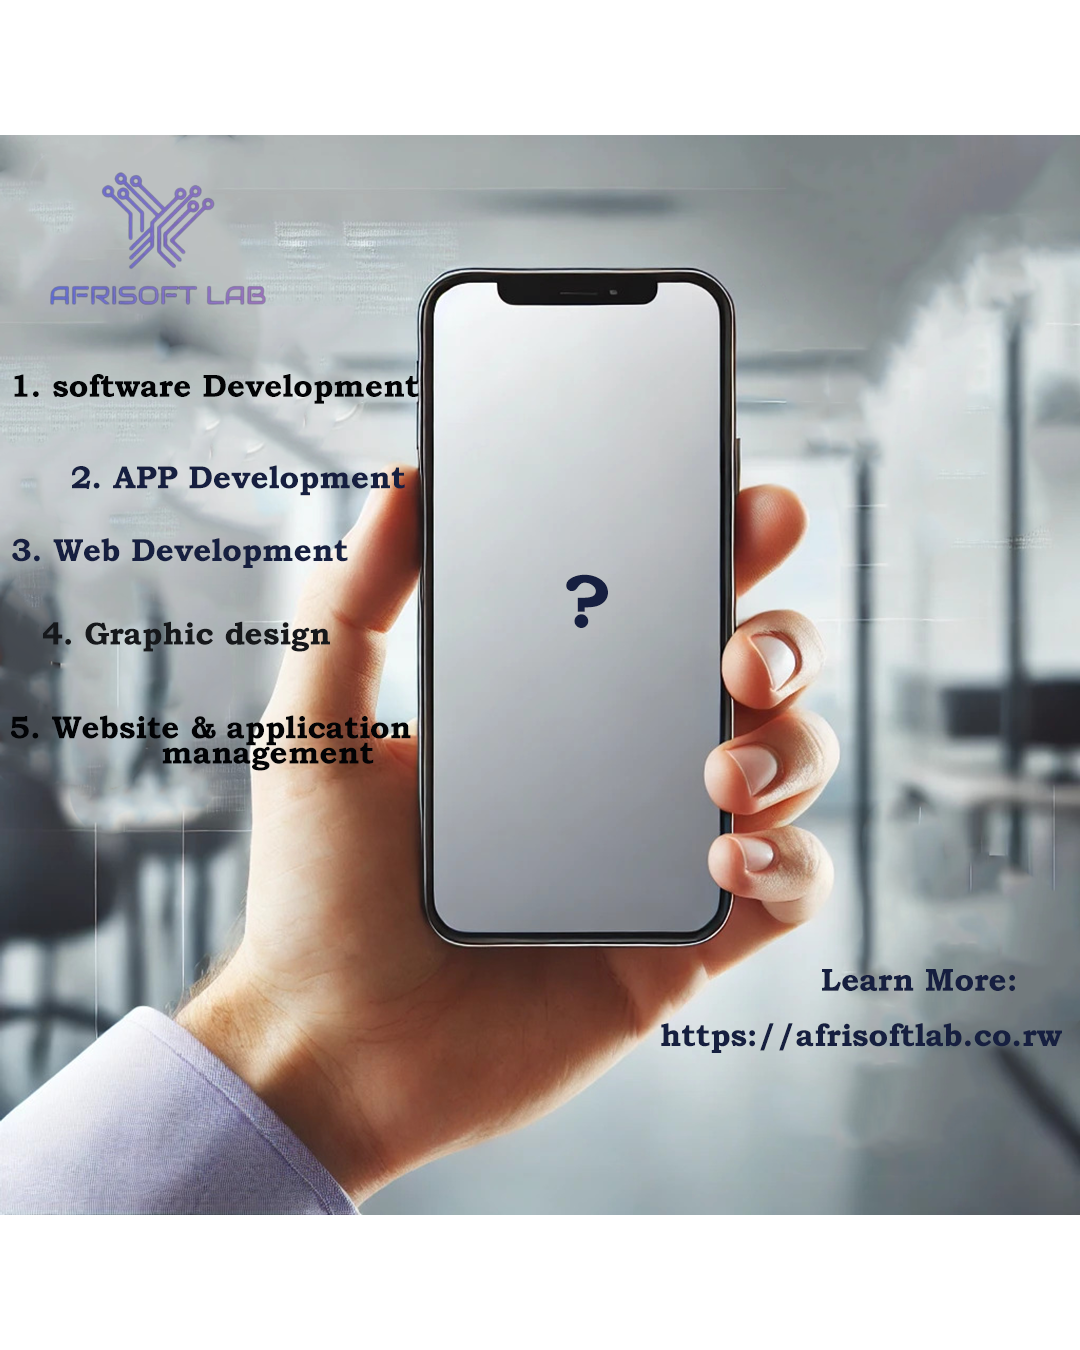 AFRISOFT LAB
1. software Development
2. APP Development
3. Web Development
4. Graphic design
5. Website & application
management
?
Learn More:
https://afrisoftlab.co.rw